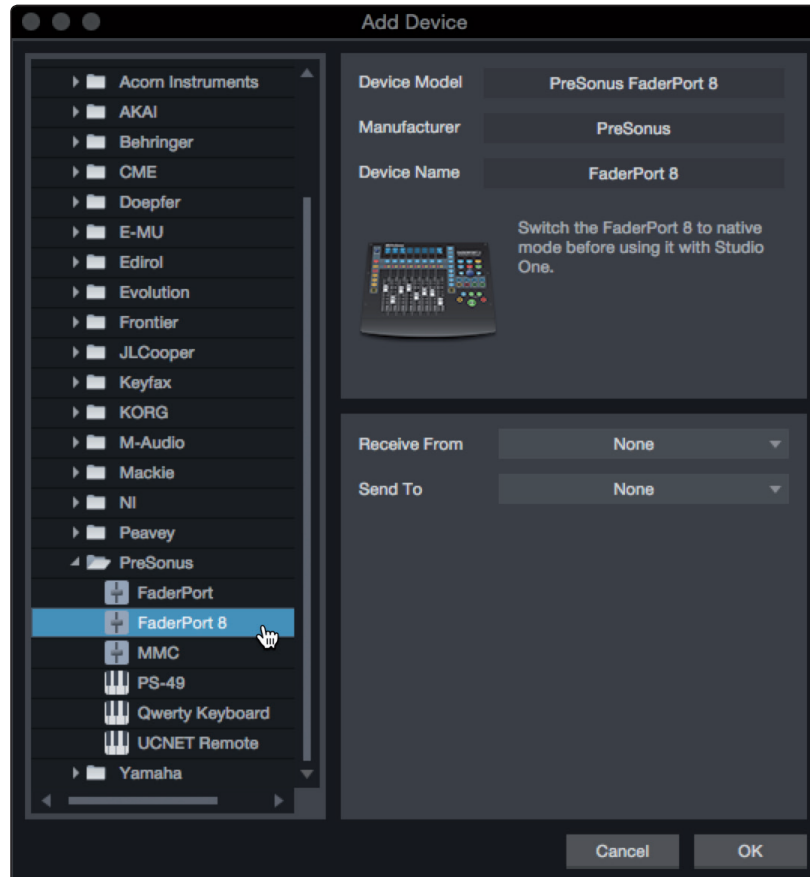 Add Device
Acorn Instruments
AKAI
Behringer
CME
Doepfer
E-MU
Edirol
Evolution
Frontier
JLCooper
Keyfax
KORG
M-Audio
Mackie
NI
Peavey
PreSonus
FaderPort
FaderPort 8
MMC
PS-49
Qwerty Keyboard
UCNET Remote
Yamaha
Device Model PreSonus FaderPort 8
Manufacturer PreSonus
Device Name FaderPort 8
Switch the FaderPort 8 to native
mode before using it with Studio
One.
Receive From None
Send To None
Cancel OK